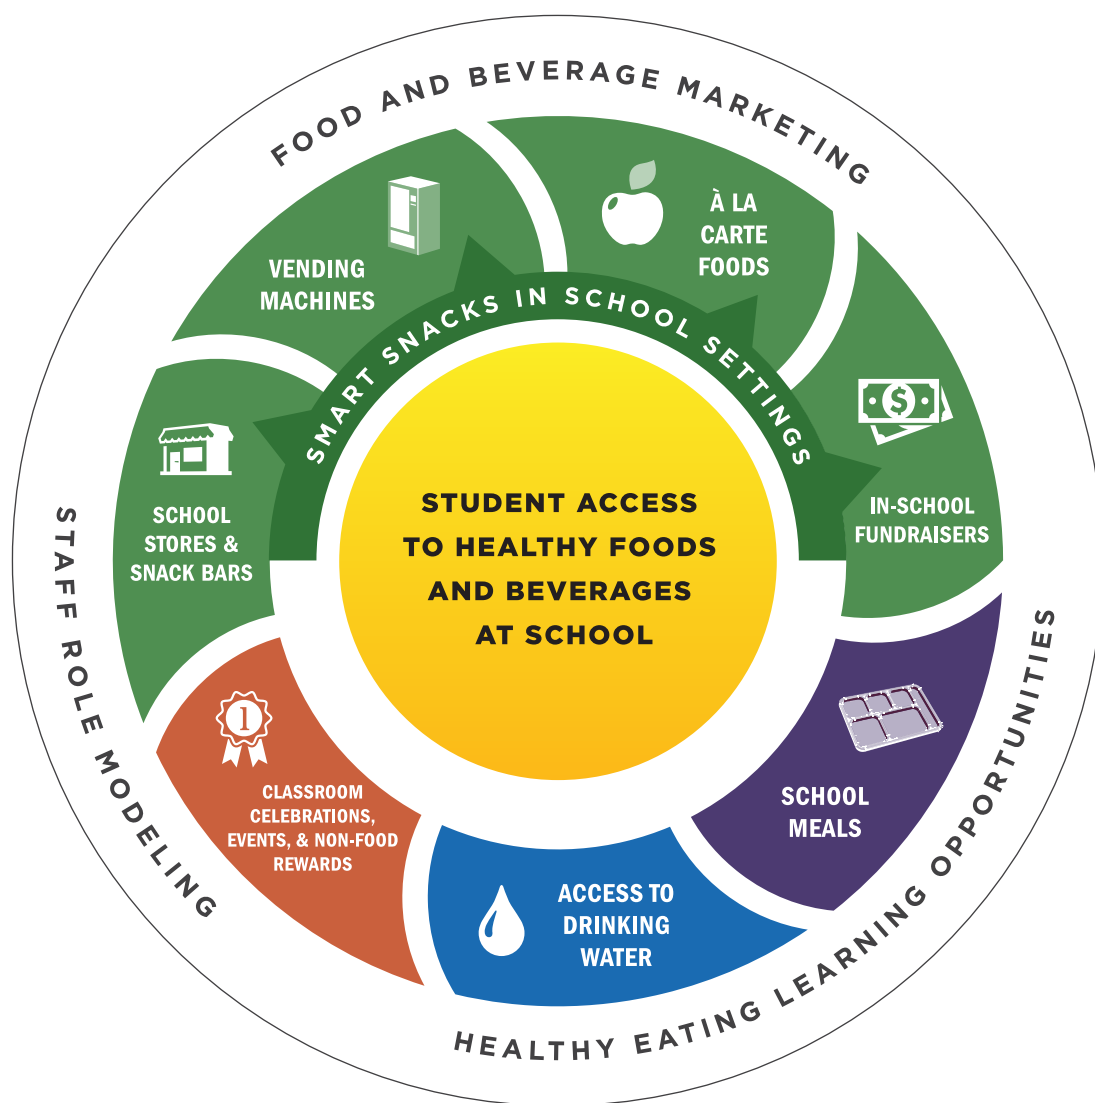 FOOD AND BEVERAGE MARKETING
À LA
CARTE
FOODS
VENDING
MACHINES
SMART SNACKS IN SCHOOL SETTINGS
$
IN-SCHOOL
FUNDRAISERS
SCHOOL
STORES &
SNACK BARS
STUDENT ACCESS
TO HEALTHY FOODS
AND BEVERAGES
AT SCHOOL
STAFF ROLE MODELING
1
CLASSROOM
CELEBRATIONS,
EVENTS, & NON-FOOD
REWARDS
SCHOOL
MEALS
ACCESS TO
DRINKING
WATER
HEALTHY EATING LEARNING OPPORTUNITIES